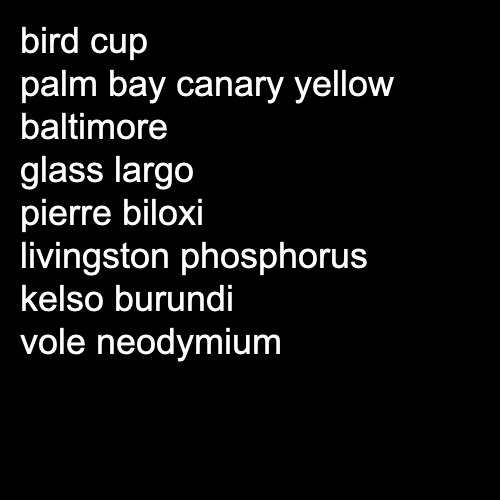 bird cup
palm bay canary yellow
baltimore
glass largo
pierre biloxi
livingston phosphorus
kelso burundi
vole neodymium